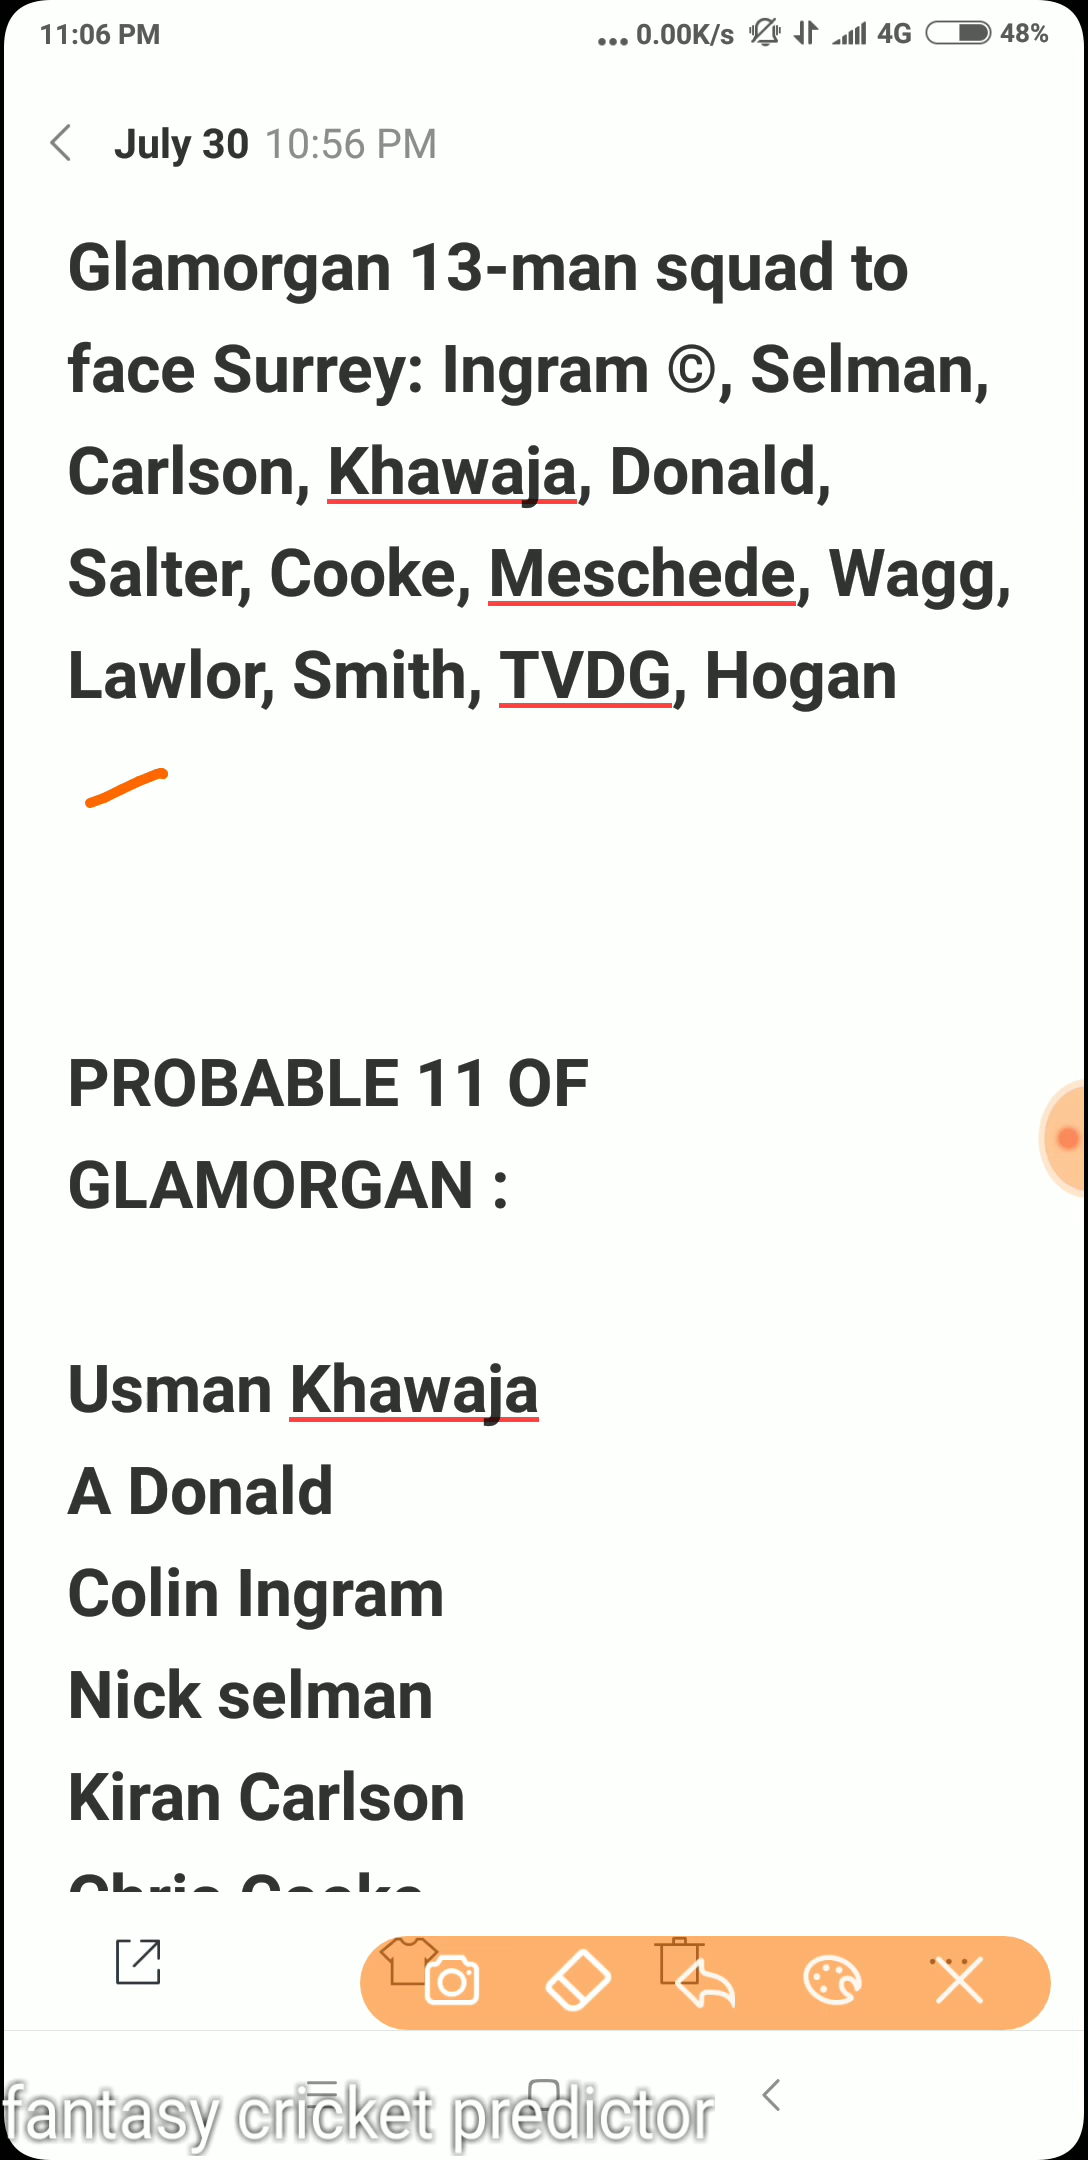 11:06 PM
... 0.00K/s 4G 48%
July 30 10:56 PM
Glamorgan 13-man squad to
face Surrey: Ingram ©, Selman,
Carlson, Khawaja, Donald,
Salter, Cooke, Meschede, Wagg,
Lawlor, Smith, TVDG, Hogan
PROBABLE 11 OF
GLAMORGAN :
Usman Khawaja
A Donald
Colin Ingram
Nick selman
Kiran Carlson
Chris Cooke
fantasy cricket predictor